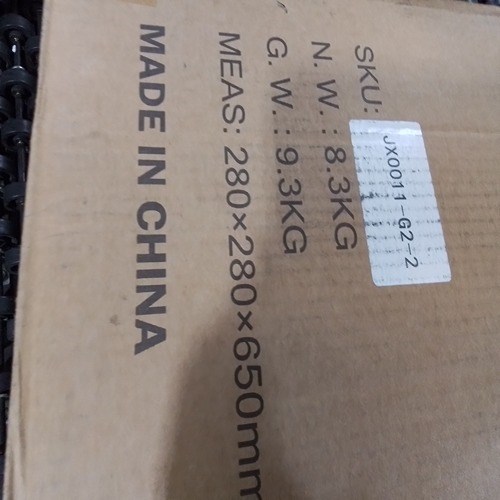 SKU: JX0011-G2-2
N. W. : 8.3KG
G. W. : 9.3KG
MEAS: 280×280×650mm
MADE IN CHINA